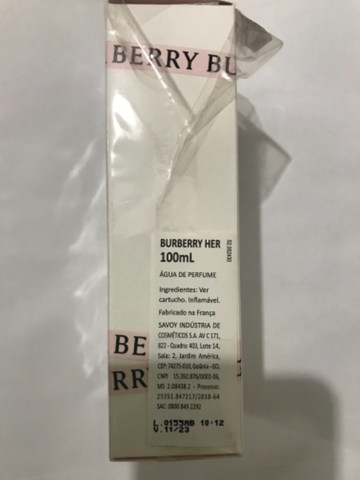 BERRY BU
BURBERRY HER
100mL
ÁGUA DE PERFUME
Ingredientes: Ver
cartucho. Inflamável.
Fabricado na França
SAVOY INDÚSTRIA DE
COSMÉTICOS S.A. AV C 171,
822 - Quadra 403, Lote 14,
Sala: 2, Jardim América,
CEP: 74275-010, Goiânia - GO,
CNPJ 15.392.876/0001-09,
MS 2.08438.2 - Processo:
25351.847217/2018-64
SAC: 0800 649 2392
BE
RR
L.0155AB 10:12
V.11/23